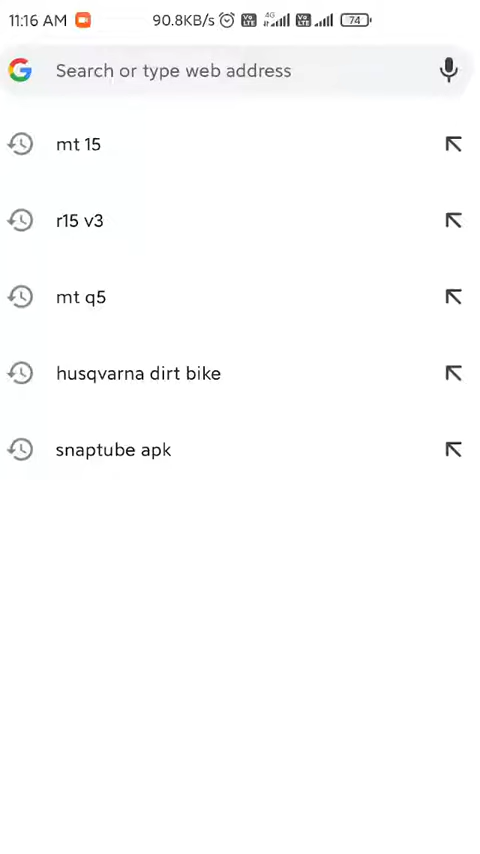 11:16 AM 90.8KB/s 4G 74
Search or type web address
mt 15
r15 v3
mt q5
husqvarna dirt bike
snaptube apk